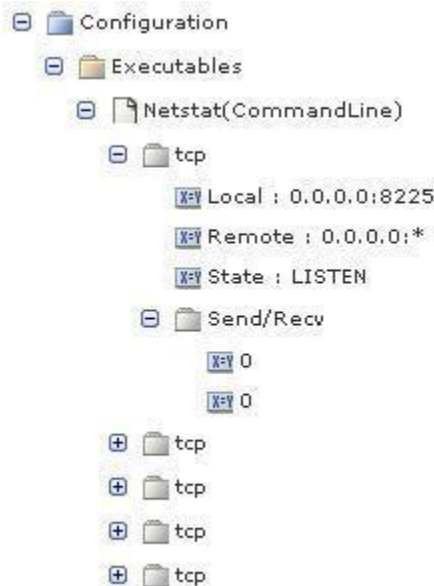 Configuration
Executables
Netstat(CommandLine)
tcp
X=Y Local : 0.0.0.0:8225
X=Y Remote : 0.0.0.0:*
X=Y State : LISTEN
Send/Recv
X=Y 0
X=Y 0
tcp
tcp
tcp
tcp